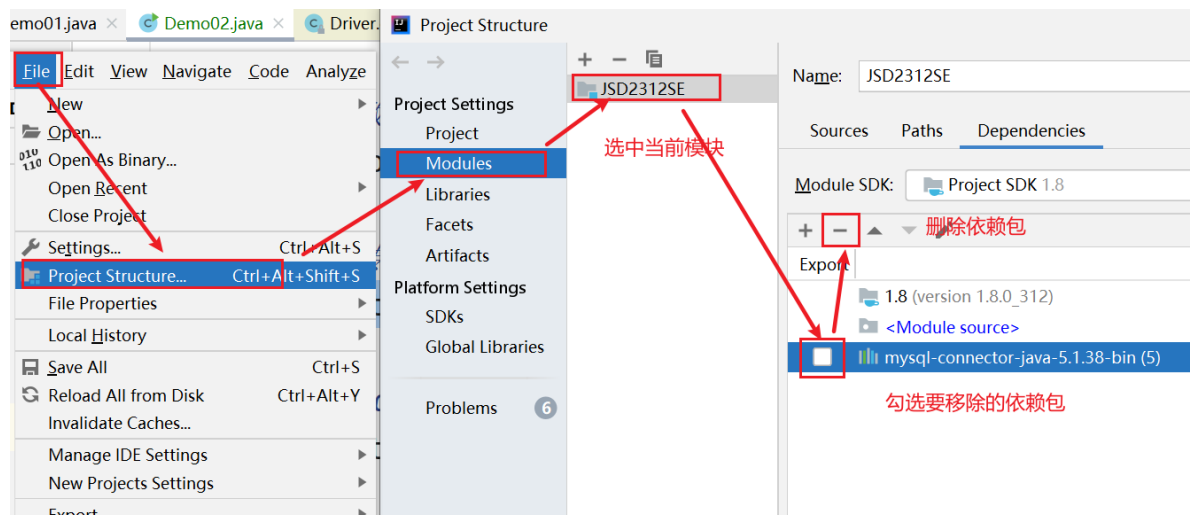 emo01.java
Demo02.java
Driver.
File Edit View Navigate Code Analyze
New
Open...
Open As Binary...
Open Recent
Close Project
Settings... Ctrl+Alt+S
Project Structure... Ctrl+Alt+Shift+S
File Properties
Local History
Save All Ctrl+S
Reload All from Disk Ctrl+Alt+Y
Invalidate Caches...
Manage IDE Settings
New Projects Settings
Export
Project Structure
Project Settings
Project
Modules
Libraries
Facets
Artifacts
Platform Settings
SDKs
Global Libraries
Problems 6
JSD2312SE
选中当前模块
Name: JSD2312SE
Sources Paths Dependencies
Module SDK: Project SDK 1.8
删除依赖包
Export
1.8 (version 1.8.0_312)
<Module source>
mysql-connector-java-5.1.38-bin (5)
勾选要移除的依赖包